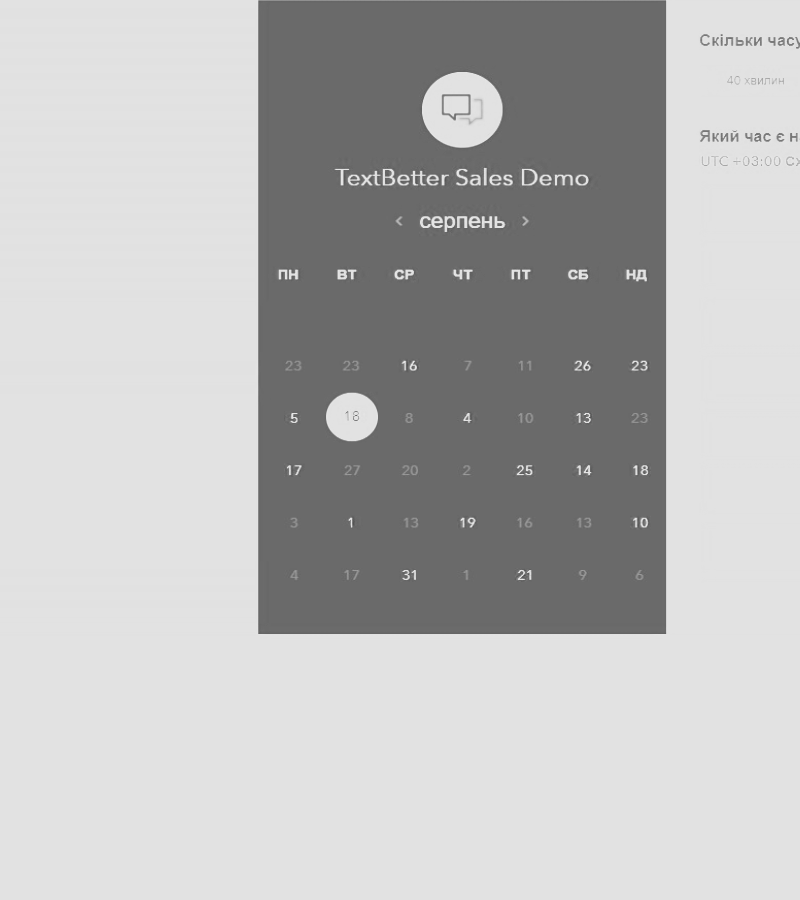 TextBetter Sales Demo
< серпень >
ПН ВТ СР ЧТ ПТ СБ НД
23 23 16 7 11 26 23
5 18 8 4 10 13 23
17 27 20 2 25 14 18
3 1 13 19 16 13 10
4 17 31 1 21 9 6
Скільки часу
40 хвилин
Який час є
UTC +03:00